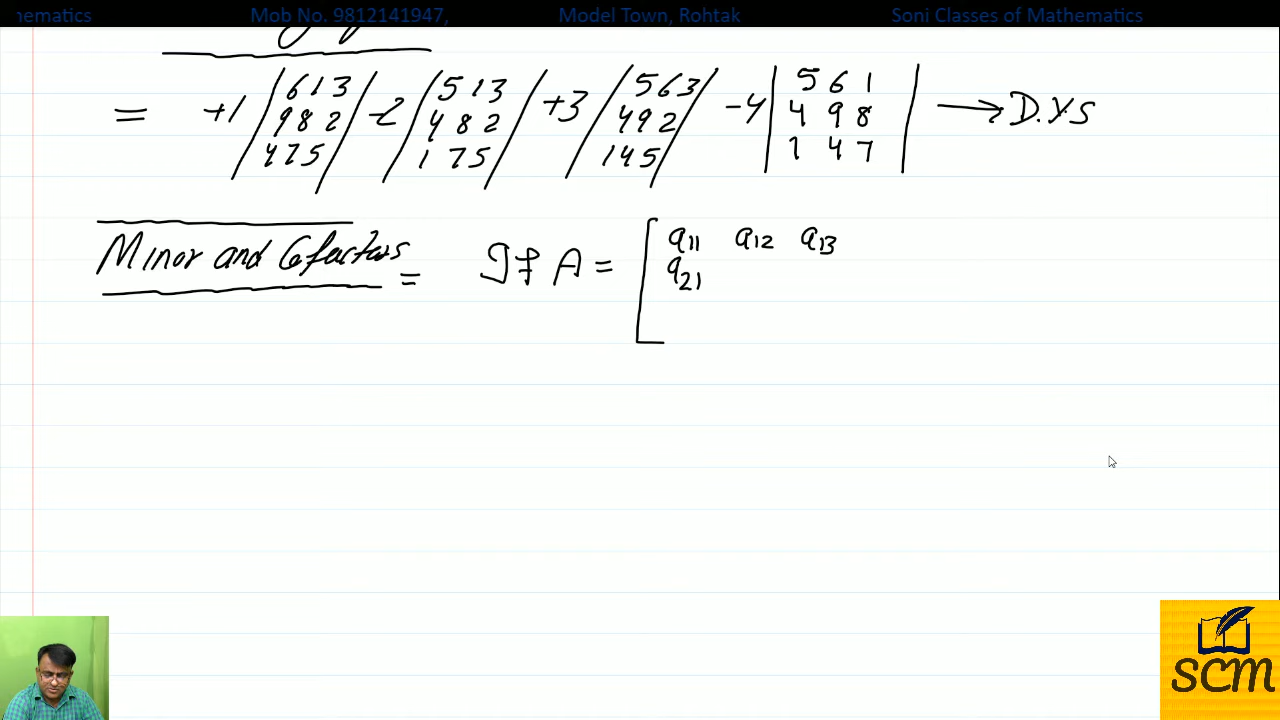 ematics Mob No. 9812141947, Model Town, Rohtak Soni Classes of Mathematics
= +1 |6 1 3| -2 |5 1 3| +3 |5 6 3| -4 |5 6 1| → D.Y.S
|9 8 2| |4 8 2| |4 9 2| |4 9 8|
|4 7 5| |1 7 5| |1 4 5| |1 4 7|
Minor and Cofactors = If A = [ a11 a12 a13
a21
SCM